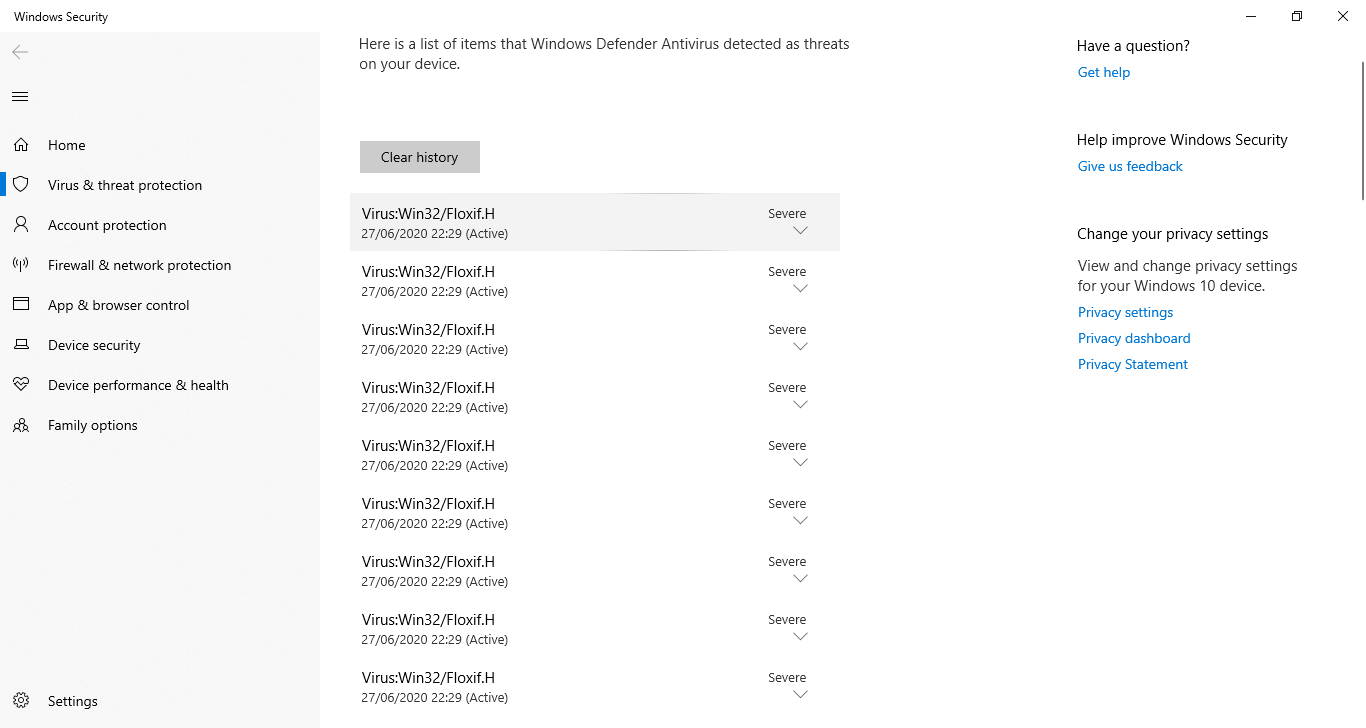 Windows Security
Home
Virus & threat protection
Account protection
Firewall & network protection
App & browser control
Device security
Device performance & health
Family options
Settings
Here is a list of items that Windows Defender Antivirus detected as threats
on your device.
Clear history
Virus:Win32/Floxif.H Severe
27/06/2020 22:29 (Active)
Virus:Win32/Floxif.H Severe
27/06/2020 22:29 (Active)
Virus:Win32/Floxif.H Severe
27/06/2020 22:29 (Active)
Virus:Win32/Floxif.H Severe
27/06/2020 22:29 (Active)
Virus:Win32/Floxif.H Severe
27/06/2020 22:29 (Active)
Virus:Win32/Floxif.H Severe
27/06/2020 22:29 (Active)
Virus:Win32/Floxif.H Severe
27/06/2020 22:29 (Active)
Virus:Win32/Floxif.H Severe
27/06/2020 22:29 (Active)
Virus:Win32/Floxif.H Severe
27/06/2020 22:29 (Active)
Have a question?
Get help
Help improve Windows Security
Give us feedback
Change your privacy settings
View and change privacy settings
for your Windows 10 device.
Privacy settings
Privacy dashboard
Privacy Statement